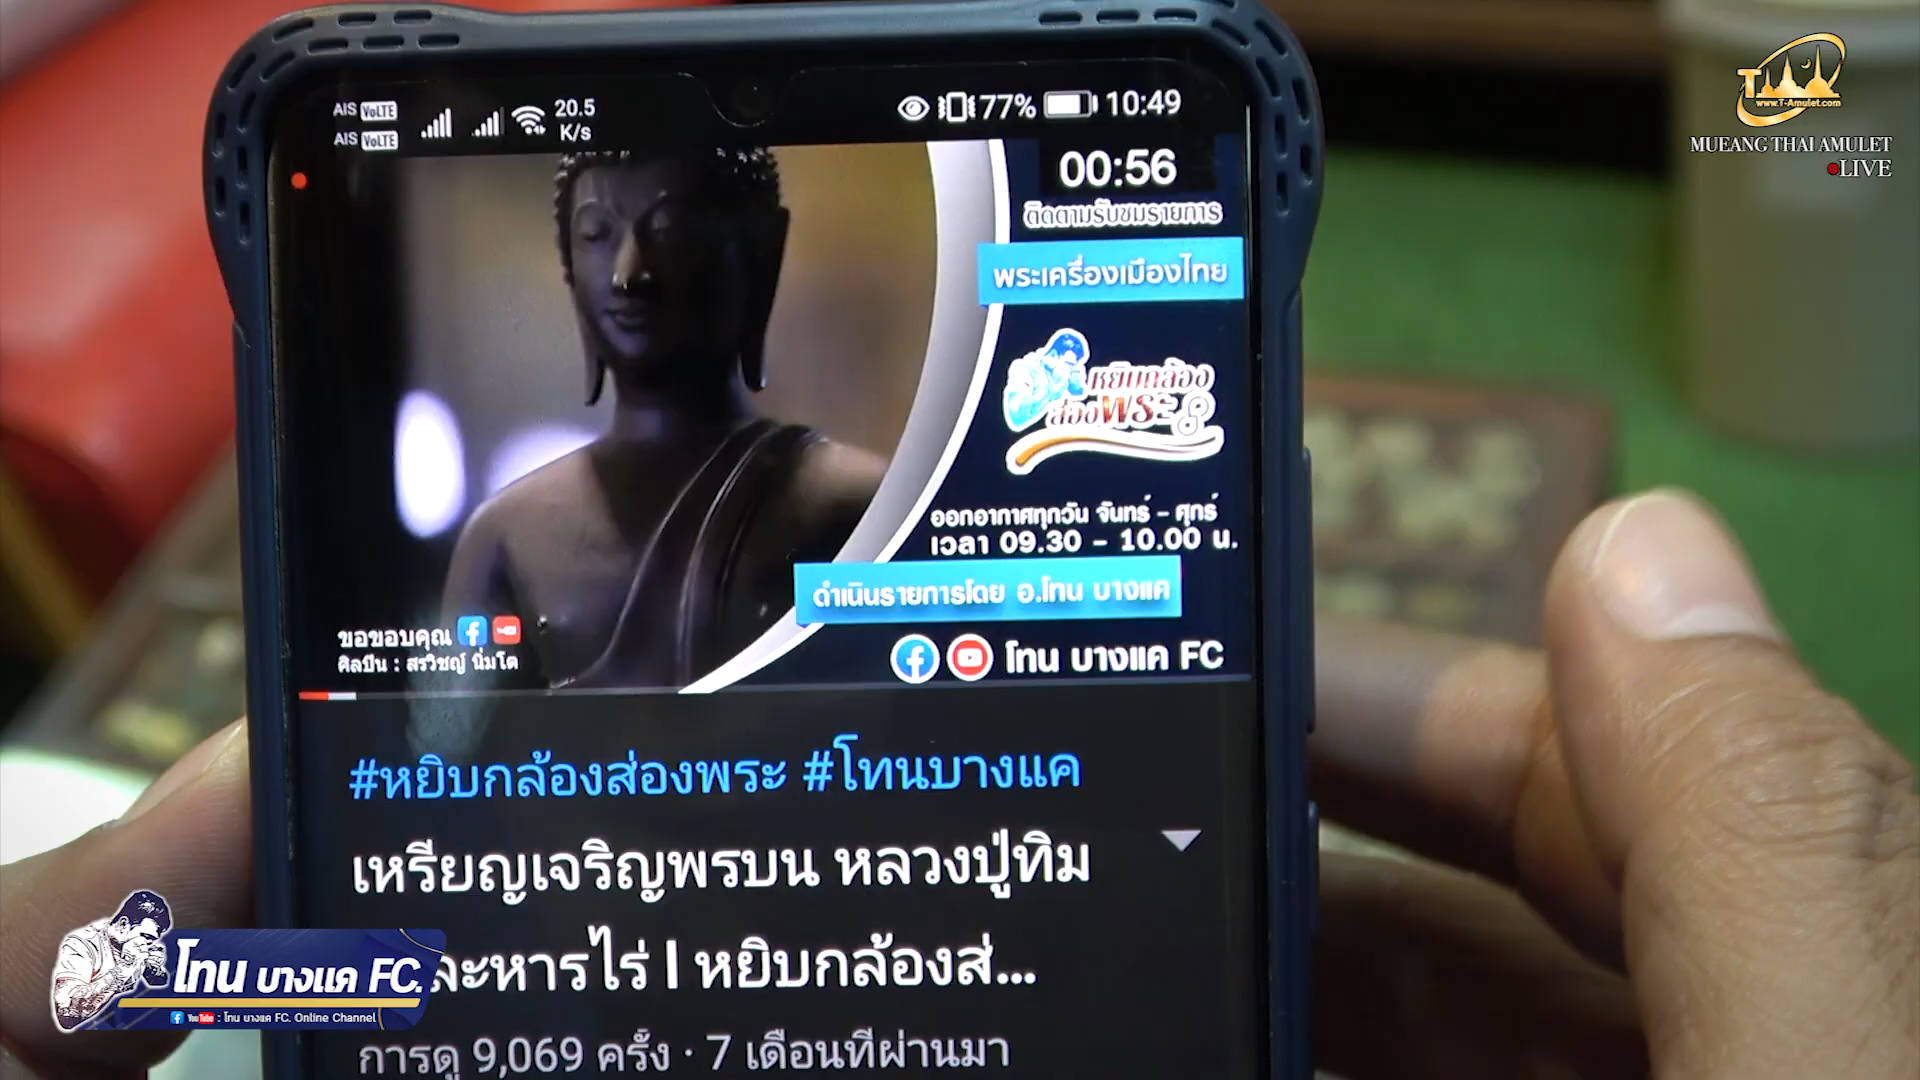 AIS VoLTE
AIS VoLTE
20.5
K/s
77%
10:49
T
www.T-Amulet.com
MUEANG THAI AMULET
LIVE
00:56
ติดตามรับชมรายการ
พระเครื่องเมืองไทย
หยิบกล้อง
ส่องพระ
ออกอากาศทุกวัน จันทร์ - ศุกร์
เวลา 09.30 - 10.00 น.
ดำเนินรายการโดย อ.โทน บางแค
โทน บางแค FC
ขอขอบคุณ
ศิลปิน : สรวิชญ์ นิ่มโต
#หยิบกล้องส่องพระ #โทนบางแค
เหรียญเจริญพรบน หลวงปู่ทิม
ละหารไร่ l หยิบกล้องส่...
การดู 9,069 ครั้ง · 7 เดือนที่ผ่านมา
โทน บางแค FC.
YouTube : โทน บางแค FC. Online Channel